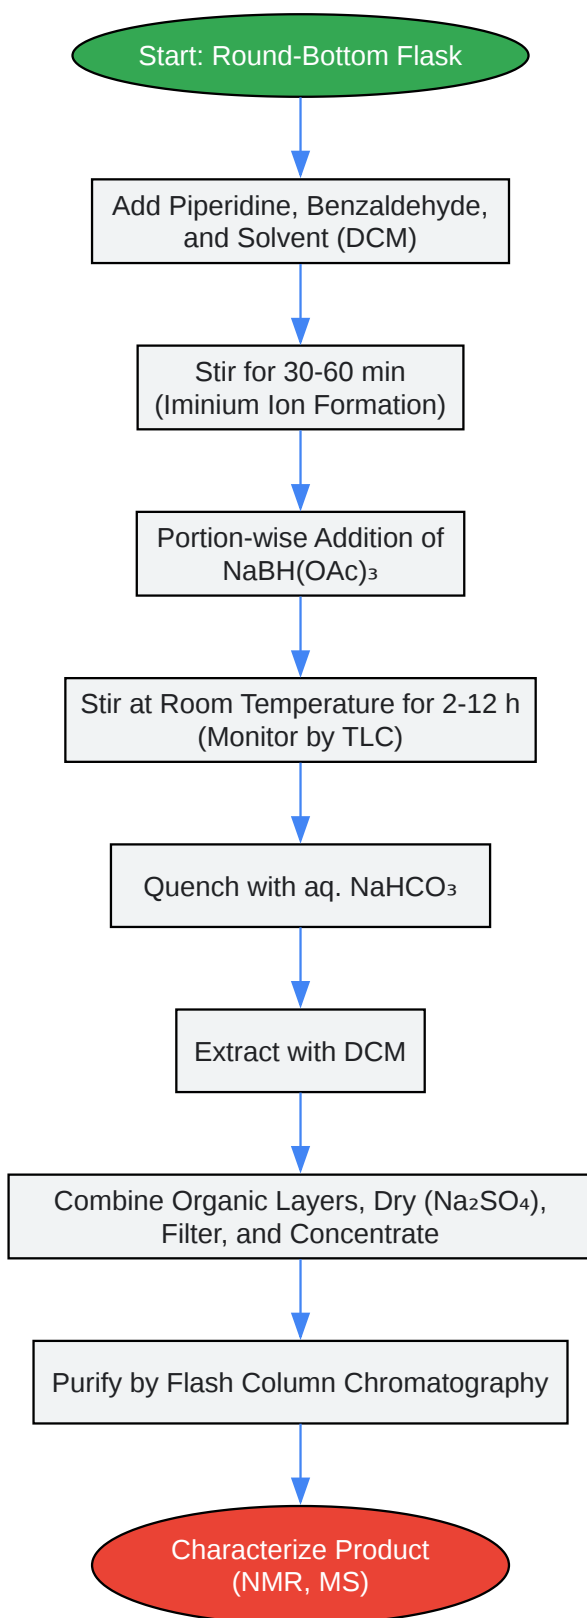 Start: Round-Bottom Flask
Add Piperidine, Benzaldehyde,
and Solvent (DCM)
Stir for 30-60 min
(Iminium Ion Formation)
Portion-wise Addition of
NaBH(OAc)₃
Stir at Room Temperature for 2-12 h
(Monitor by TLC)
Quench with aq. NaHCO₃
Extract with DCM
Combine Organic Layers, Dry (Na₂SO₄),
Filter, and Concentrate
Purify by Flash Column Chromatography
Characterize Product
(NMR, MS)